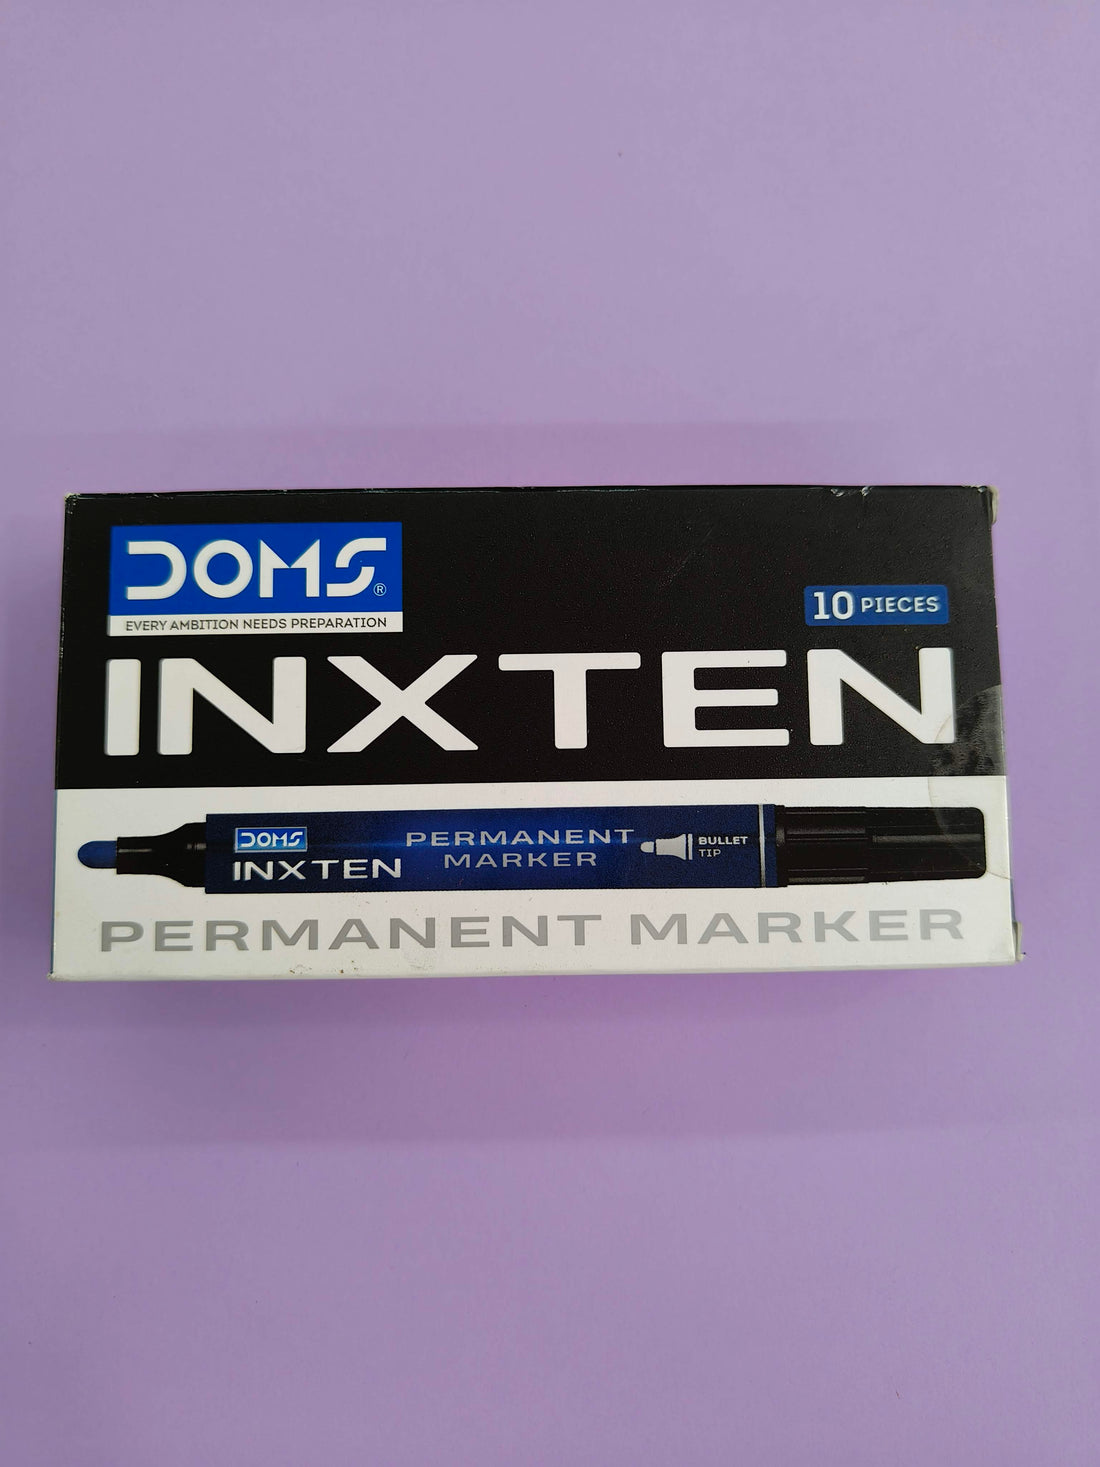 DOMS®
EVERY AMBITION NEEDS PREPARATION
10 PIECES
INXTEN
DOMS
INXTEN
PERMANENT
MARKER
BULLET
TIP
PERMANENT MARKER